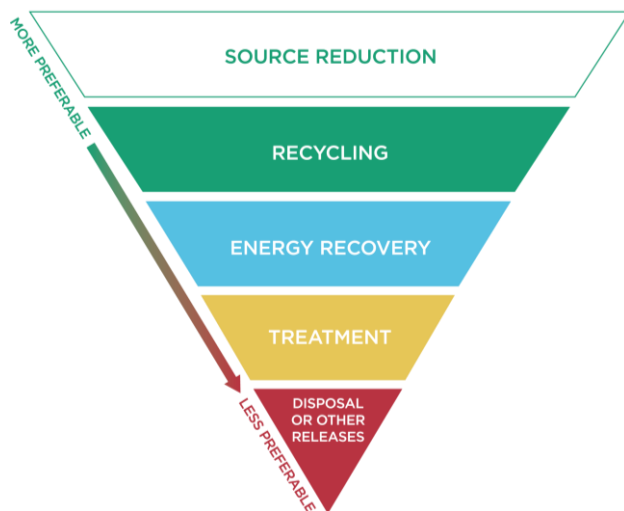 MORE PREFERABLE
SOURCE REDUCTION
RECYCLING
ENERGY RECOVERY
TREATMENT
DISPOSAL
OR OTHER
RELEASES
LESS PREFERABLE